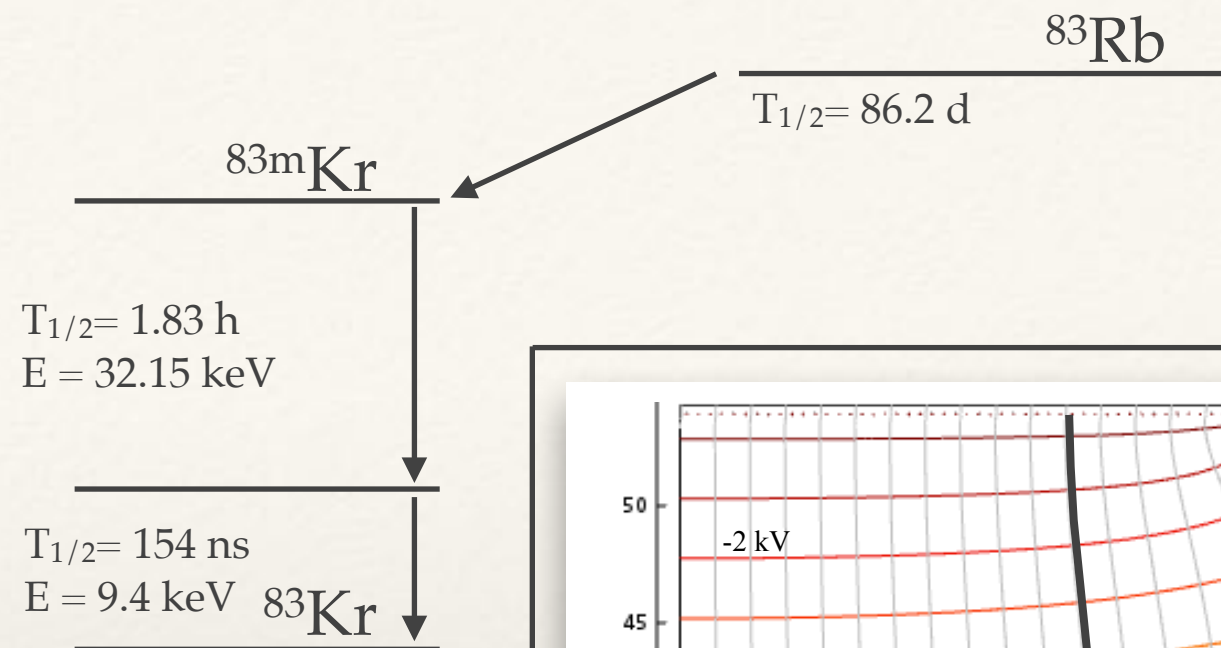 ⁸³Rb
T₁/₂= 86.2 d
⁸³ᵐKr
T₁/₂= 1.83 h
E = 32.15 keV
T₁/₂= 154 ns
E = 9.4 keV
⁸³Kr
50
-2 kV
45